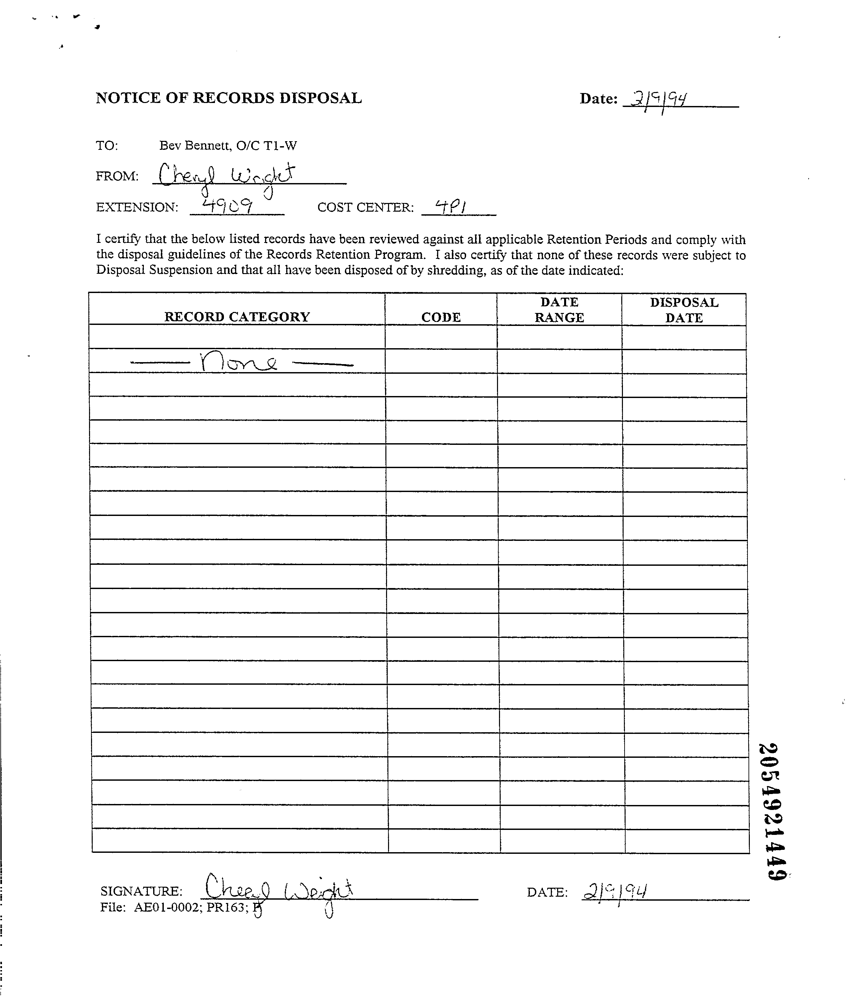 NOTICE OF RECORDS DISPOSAL Date: 2/9/94
TO: Bev Bennett, O/C T1-W
FROM: Cheryl Wright
EXTENSION: 4909 COST CENTER: 4P1
I certify that the below listed records have been reviewed against all applicable Retention Periods and comply with
the disposal guidelines of the Records Retention Program. I also certify that none of these records were subject to
Disposal Suspension and that all have been disposed of by shredding, as of the date indicated:
RECORD CATEGORY CODE DATE RANGE DISPOSAL DATE
— None —
SIGNATURE: Cheryl Wright DATE: 2/9/94
File: AE01-0002; PR163;
2054921449